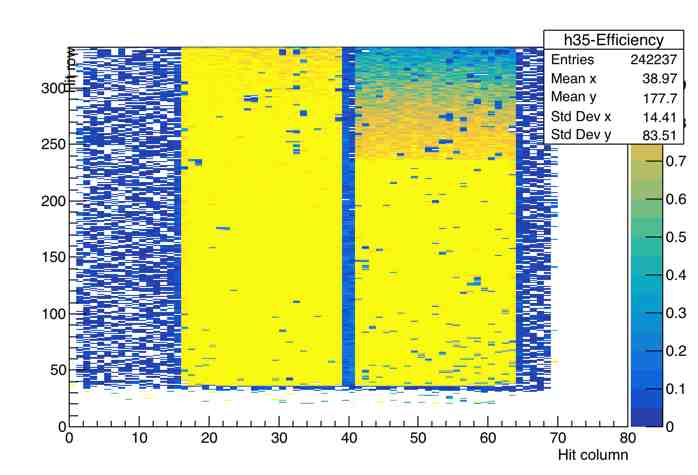 h35-Efficiency
Entries 242237
Mean x 38.97
Mean y 177.7
Std Dev x 14.41
Std Dev y 83.51
300
250
200
150
100
50
0
0 10 20 30 40 50 60 70 80
Hit column
0.7
0.6
0.5
0.4
0.3
0.2
0.1
0